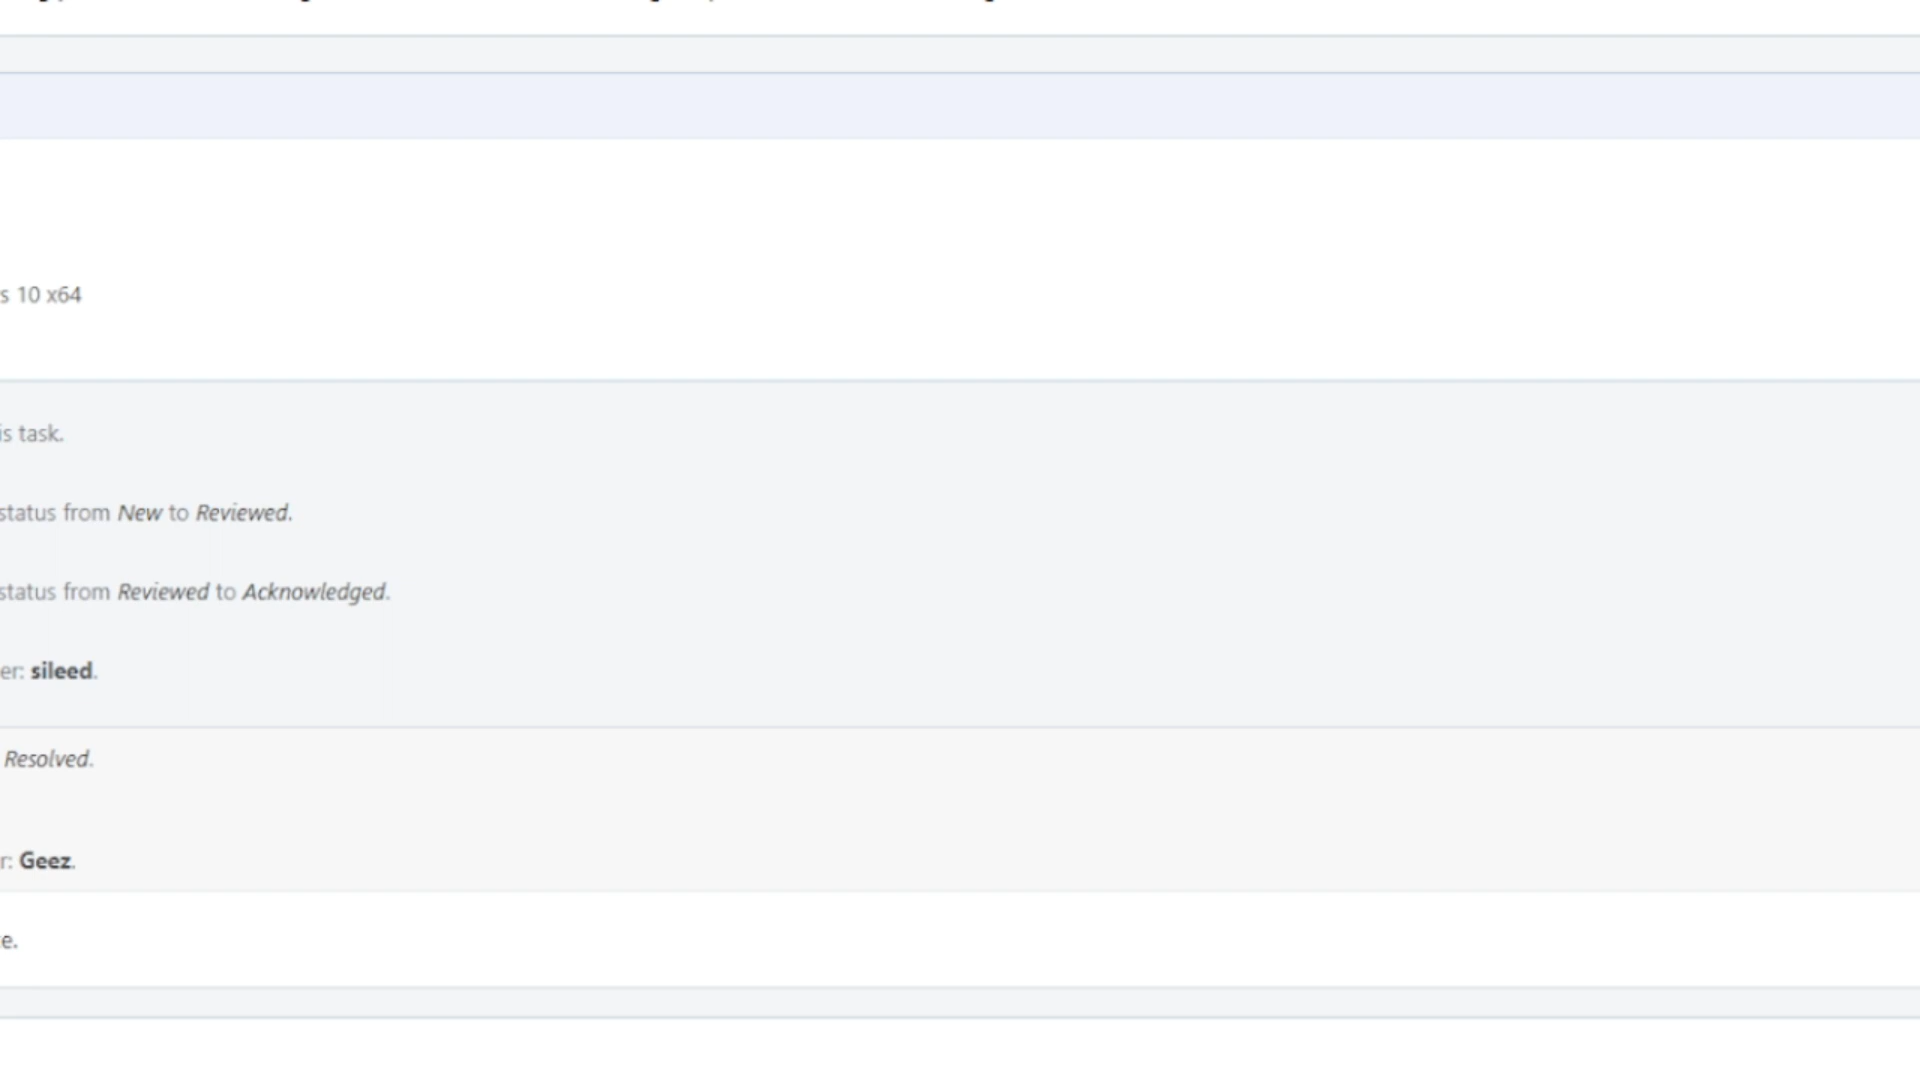 s 10 x64
is task.
status from New to Reviewed.
status from Reviewed to Acknowledged.
er: sileed.
Resolved.
r: Geez.
e.